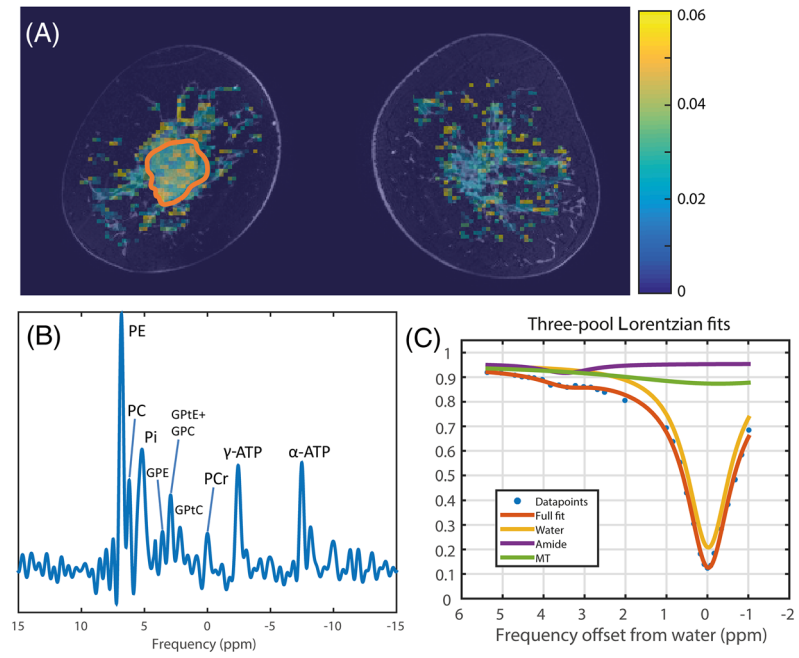 (A)
0.06
0.04
0.02
0
(B)
PE
PC
Pi
GPE
GPtE+
GPC
GPtC
PCr
γ-ATP
α-ATP
15
10
5
0
-5
-10
-15
Frequency (ppm)
(C)
Three-pool Lorentzian fits
1
0.9
0.8
0.7
0.6
0.5
0.4
0.3
0.2
0.1
0
Datapoints
Full fit
Water
Amide
MT
6
5
4
3
2
1
0
-1
-2
Frequency offset from water (ppm)